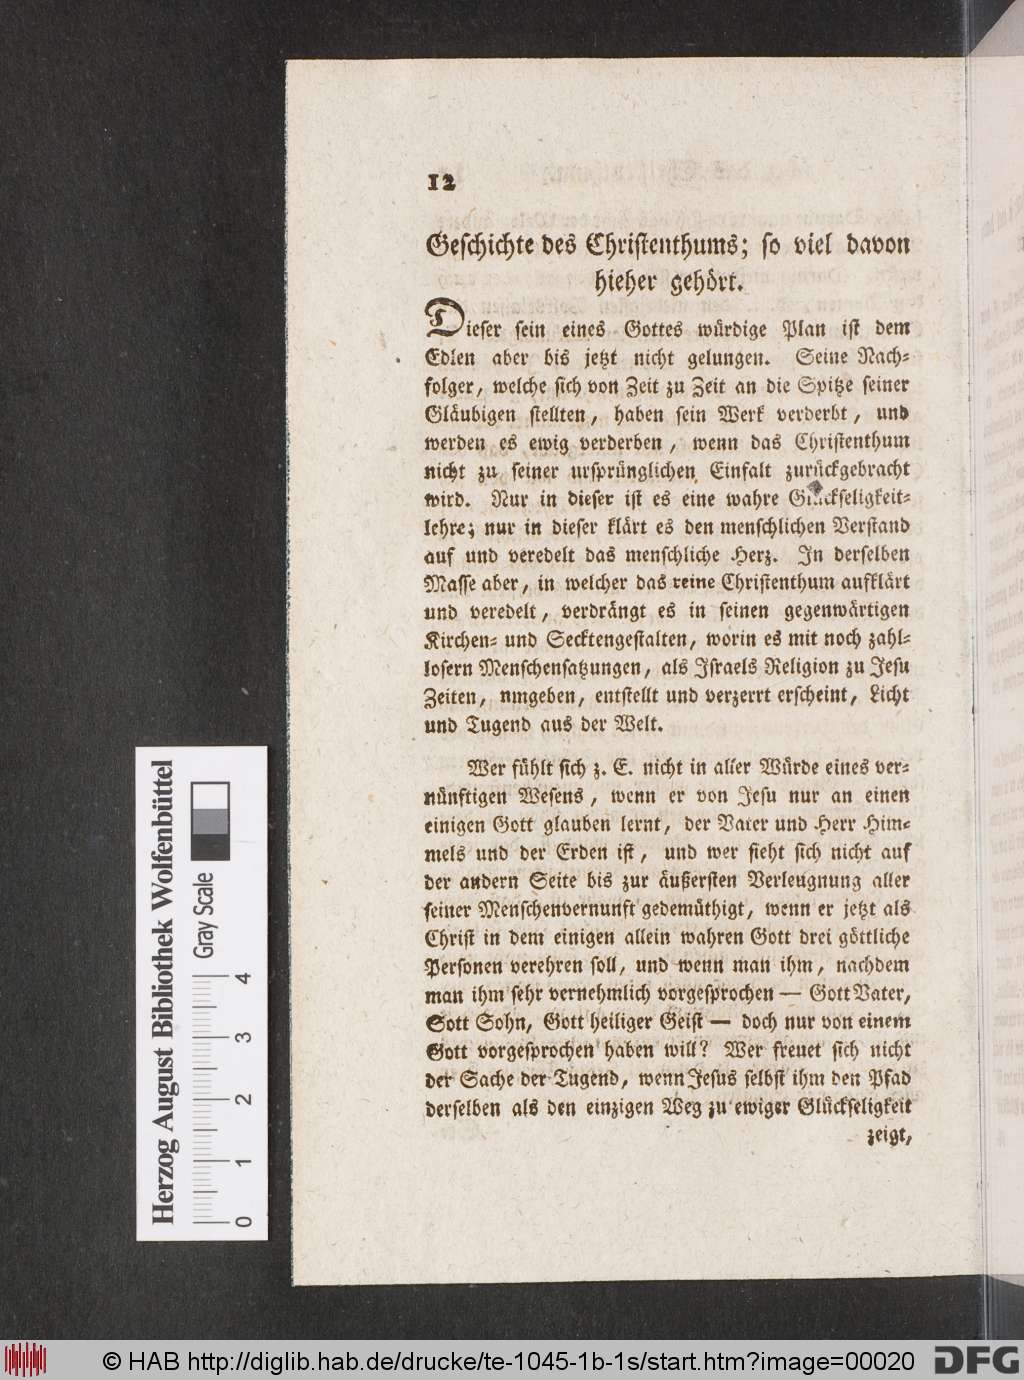 12
Geschichte des Christenthums; so viel davon
hieher gehört.
Dieser sein eines Gottes würdige Plan ist dem
Edlen aber bis jetzt nicht gelungen. Seine Nach-
folger, welche sich von Zeit zu Zeit an die Spitze seiner
Gläubigen stellten, haben sein Werk verderbt, und
werden es ewig verderben, wenn das Christenthum
nicht zu seiner ursprünglichen Einfalt zurückgebracht
wird. Nur in dieser ist es eine wahre Glückseligkeit-
lehre; nur in dieser klärt es den menschlichen Verstand
auf und veredelt das menschliche Herz. In derselben
Masse aber, in welcher das reine Christenthum aufklärt
und veredelt, verdrängt es in seinen gegenwärtigen
Kirchen- und Secktengestalten, worin es mit noch zahl-
losern Menschensatzungen, als Israels Religion zu Jesu
Zeiten, nmgeben, entstellt und verzerrt erscheint, Licht
und Tugend aus der Welt.
Wer fühlt sich z. E. nicht in aller Würde eines ver-
nünftigen Wesens, wenn er von Jesu nur an einen
einigen Gott glauben lernt, der Vater und Herr Him-
mels und der Erden ist, und wer sieht sich nicht auf
der andern Seite bis zur äußersten Verleugnung aller
seiner Menschenvernunft gedemüthigt, wenn er jetzt als
Christ in dem einigen allein wahren Gott drei göttliche
Personen verehren soll, und wenn man ihm, nachdem
man ihm sehr vernehmlich vorgesprochen — Gott Vater,
Gott Sohn, Gott heiliger Geist — doch nur von einem
Gott vorgesprochen haben will? Wer freuet sich nicht
der Sache der Tugend, wenn Jesus selbst ihm den Pfad
derselben als den einzigen Weg zu ewiger Glückseligkeit
zeigt,
Herzog August Bibliothek Wolfenbüttel
Gray Scale
0 1 2 3 4
© HAB http://diglib.hab.de/drucke/te-1045-1b-1s/start.htm?image=00020
DFG